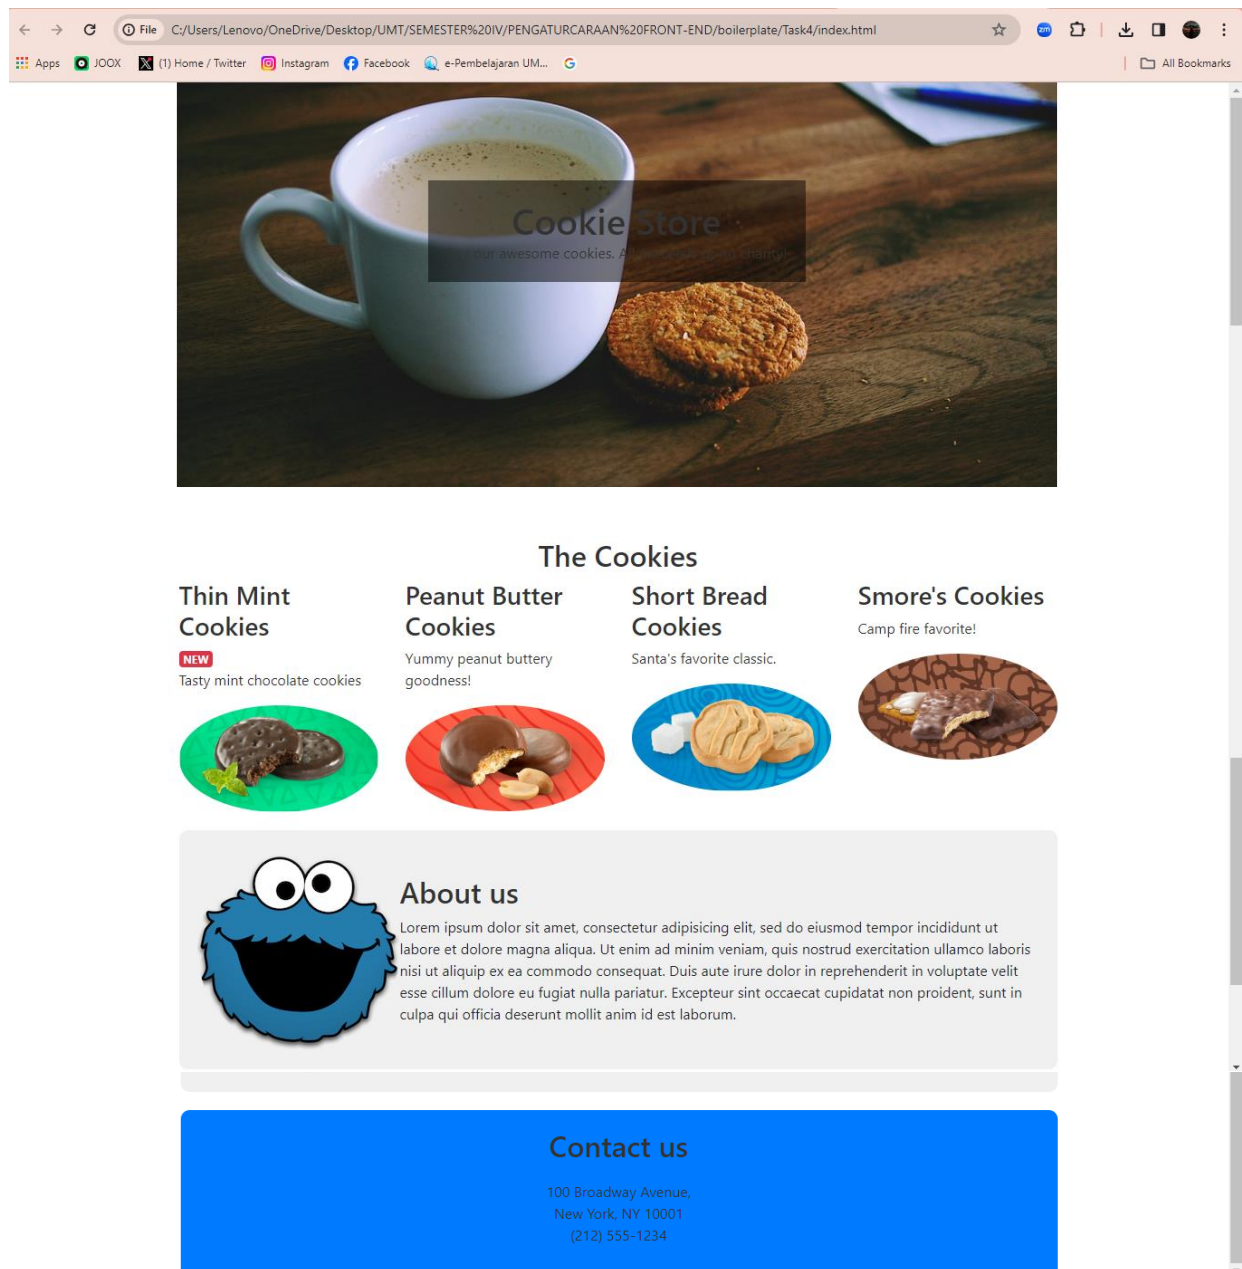 File C:/Users/Lenovo/OneDrive/Desktop/UMT/SEMESTER%20IV/PENGATURCARAAN%20FRONT-END/boilerplate/Task4/index.html
zm
Apps JOOX (1) Home / Twitter Instagram Facebook e-Pembelajaran UM... All Bookmarks
Cookie Store
our awesome cookies. charity!
The Cookies
Thin Mint
Cookies
NEW
Tasty mint chocolate cookies
Peanut Butter
Cookies
Yummy peanut buttery
goodness!
Short Bread
Cookies
Santa's favorite classic.
Smore's Cookies
Camp fire favorite!
About us
Lorem ipsum dolor sit amet, consectetur adipisicing elit, sed do eiusmod tempor incididunt ut
labore et dolore magna aliqua. Ut enim ad minim veniam, quis nostrud exercitation ullamco laboris
nisi ut aliquip ex ea commodo consequat. Duis aute irure dolor in reprehenderit in voluptate velit
esse cillum dolore eu fugiat nulla pariatur. Excepteur sint occaecat cupidatat non proident, sunt in
culpa qui officia deserunt mollit anim id est laborum.
Contact us
100 Broadway Avenue,
New York, NY 10001
(212) 555-1234